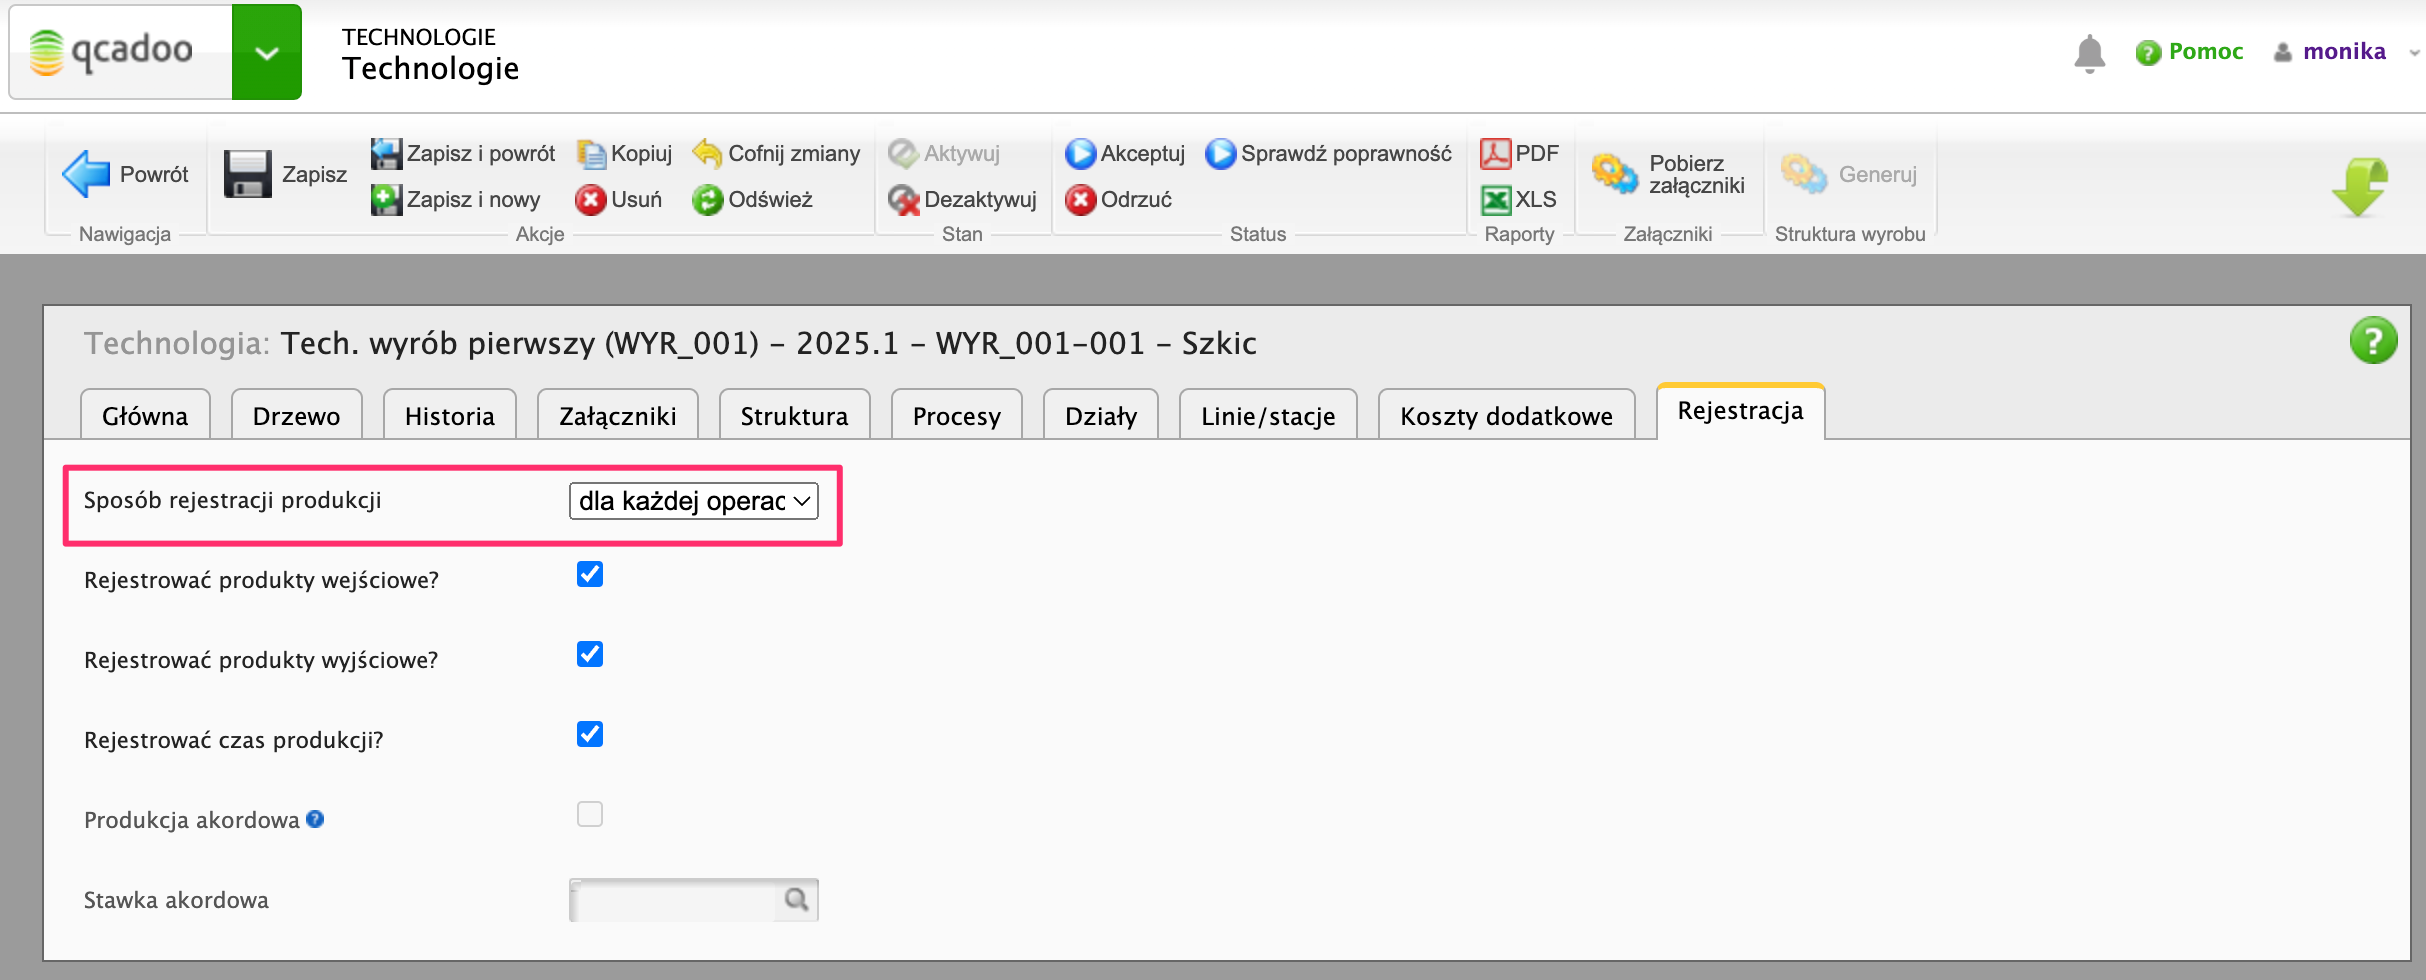 qcadoo
TECHNOLOGIE
Technologie
Pomoc
monika
Powrót
Zapisz
Zapisz i powrót
Zapisz i nowy
Kopiuj
Usuń
Cofnij zmiany
Odśwież
Aktywuj
Dezaktywuj
Akceptuj
Odrzuć
Sprawdź poprawność
PDF
XLS
Pobierz
załączniki
Generuj
Nawigacja
Akcje
Stan
Status
Raporty
Załączniki
Struktura wyrobu
Technologia: Tech. wyrób pierwszy (WYR_001) - 2025.1 - WYR_001-001 - Szkic
Główna
Drzewo
Historia
Załączniki
Struktura
Procesy
Działy
Linie/stacje
Koszty dodatkowe
Rejestracja
Sposób rejestracji produkcji
dla każdej operac
Rejestrować produkty wejściowe?
Rejestrować produkty wyjściowe?
Rejestrować czas produkcji?
Produkcja akordowa
Stawka akordowa